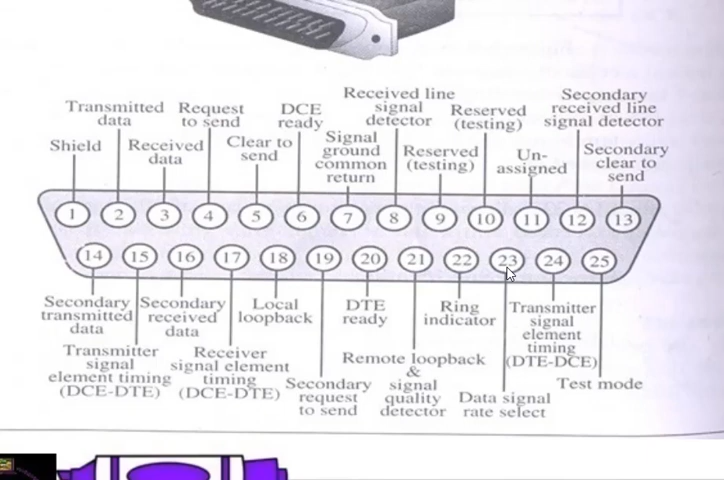 Shield
Transmitted
data
Received
data
Request
to send
Clear to
send
DCE
ready
Signal
ground
common
return
Received line
signal
detector
Reserved
(testing)
Reserved
(testing)
Un-
assigned
Secondary
received line
signal detector
Secondary
clear to
send
1 2 3 4 5 6 7 8 9 10 11 12 13
14 15 16 17 18 19 20 21 22 23 24 25
Secondary
transmitted
data
Transmitter
signal
element timing
(DCE-DTE)
Secondary
received
data
Receiver
signal element
timing
(DCE-DTE)
Local
loopback
Secondary
request
to send
DTE
ready
Remote loopback
&
signal
quality
detector
Ring
indicator
Data signal
rate select
Transmitter
signal
element
timing
(DTE-DCE)
Test mode